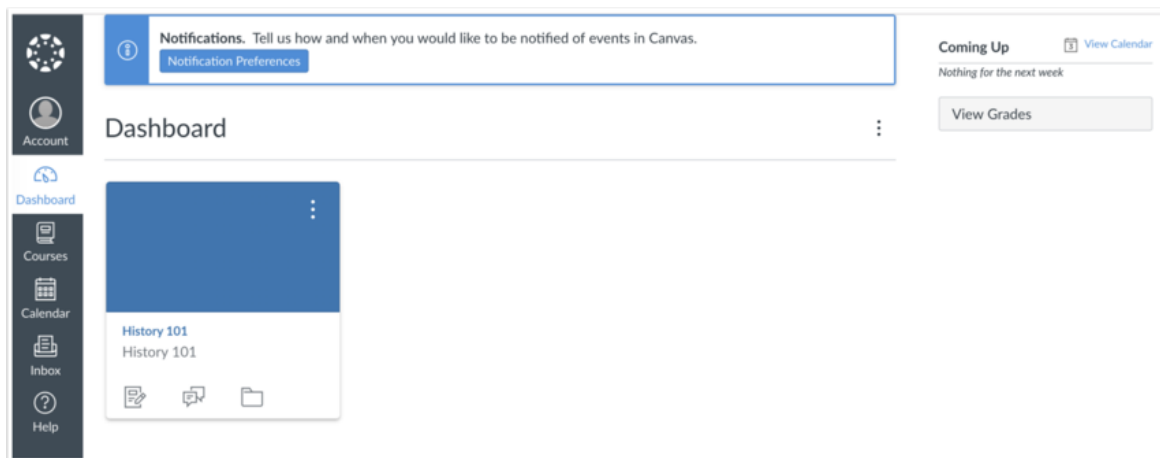 Account
Dashboard
Courses
Calendar
Inbox
Help
Notifications. Tell us how and when you would like to be notified of events in Canvas.
Notification Preferences
Dashboard
History 101
History 101
Coming Up
3 View Calendar
Nothing for the next week
View Grades